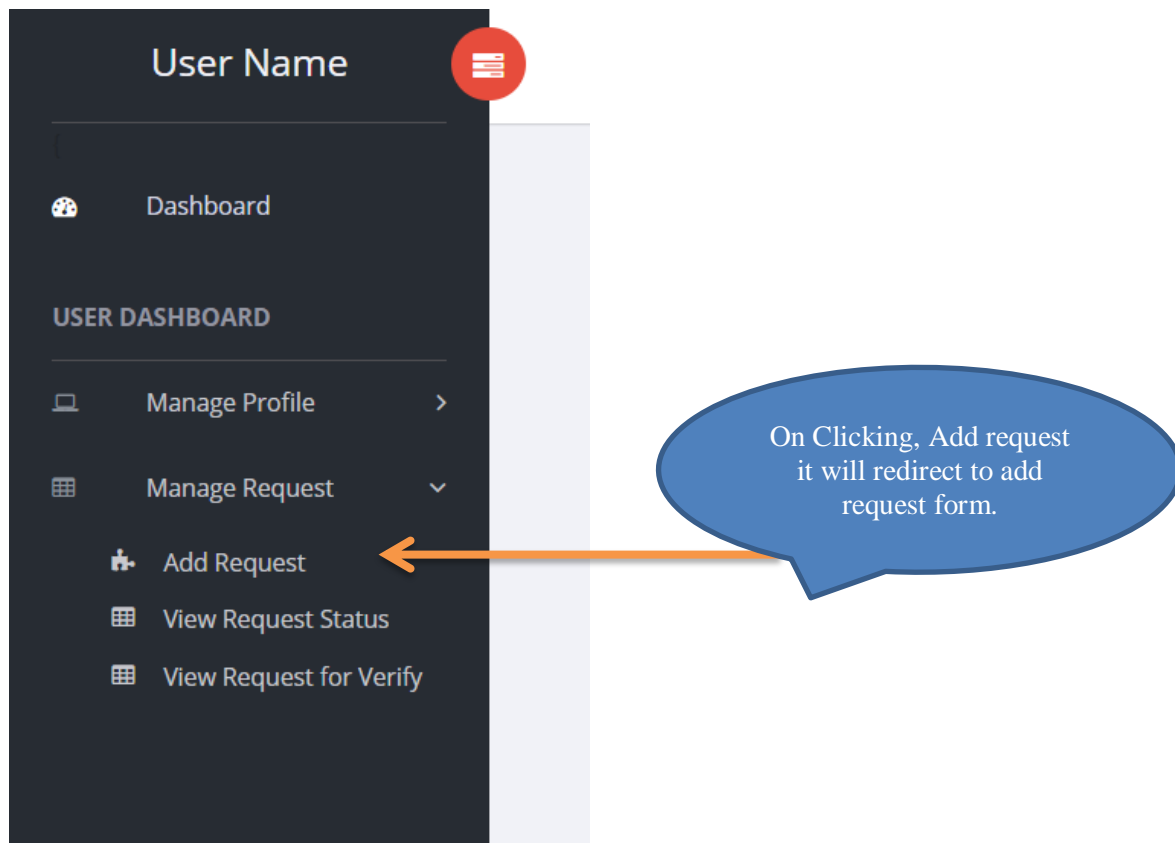 User Name
Dashboard
USER DASHBOARD
Manage Profile
Manage Request
Add Request
View Request Status
View Request for Verify
On Clicking, Add request
it will redirect to add
request form.